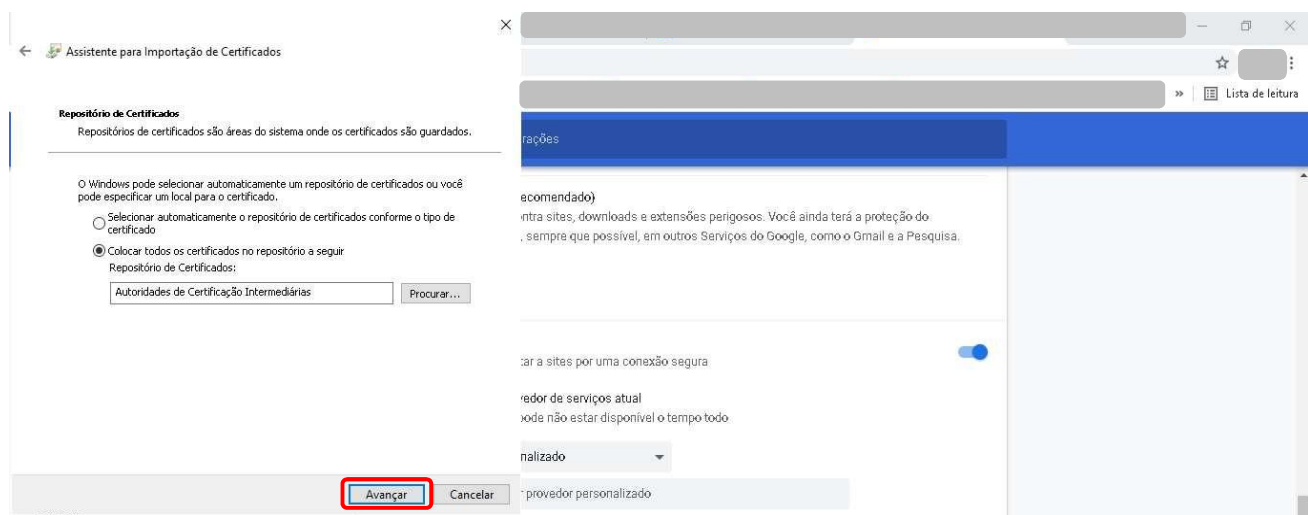 Assistente para Importação de Certificados
Lista de leitura
Repositório de Certificados
Repositórios de certificados são áreas do sistema onde os certificados são guardados.
O Windows pode selecionar automaticamente um repositório de certificados ou você
pode especificar um local para o certificado.
Selecionar automaticamente o repositório de certificados conforme o tipo de
certificado
Colocar todos os certificados no repositório a seguir
Repositório de Certificados:
Autoridades de Certificação Intermediárias
Procurar...
Avançar
Cancelar
rações
ecomendado)
ntra sites, downloads e extensões perigosos. Você ainda terá a proteção do
, sempre que possível, em outros Serviços do Google, como o Gmail e a Pesquisa.
tar a sites por uma conexão segura
vedor de serviços atual
pode não estar disponível o tempo todo
nalizado
r provedor personalizado